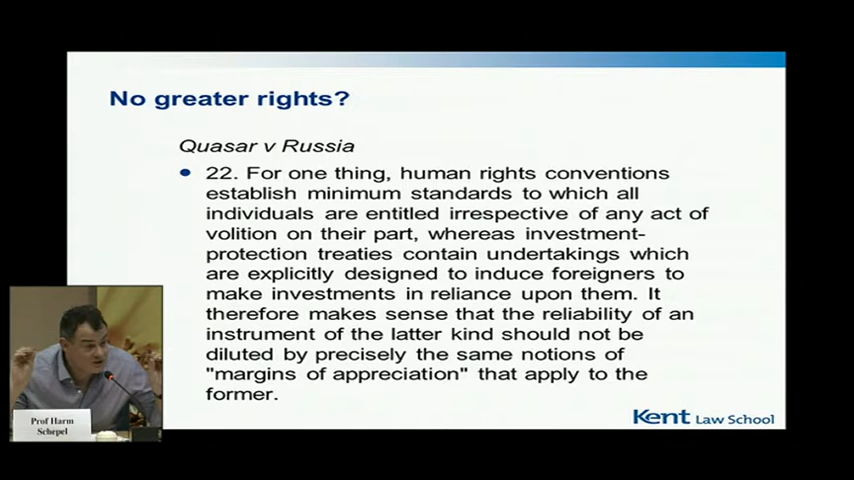 No greater rights?
Quasar v Russia
• 22. For one thing, human rights conventions
establish minimum standards to which all
individuals are entitled irrespective of any act of
volition on their part, whereas investment-
protection treaties contain undertakings which
are explicitly designed to induce foreigners to
make investments in reliance upon them. It
therefore makes sense that the reliability of an
instrument of the latter kind should not be
diluted by precisely the same notions of
"margins of appreciation" that apply to the
former.
Kent Law School
Prof Harm
Schepel